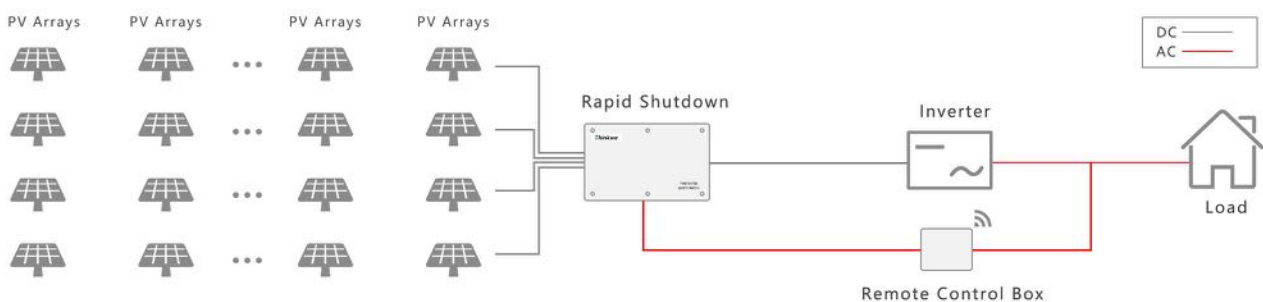 PV Arrays PV Arrays PV Arrays PV Arrays
DC
AC
Rapid Shutdown
Inverter
Load
Remote Control Box